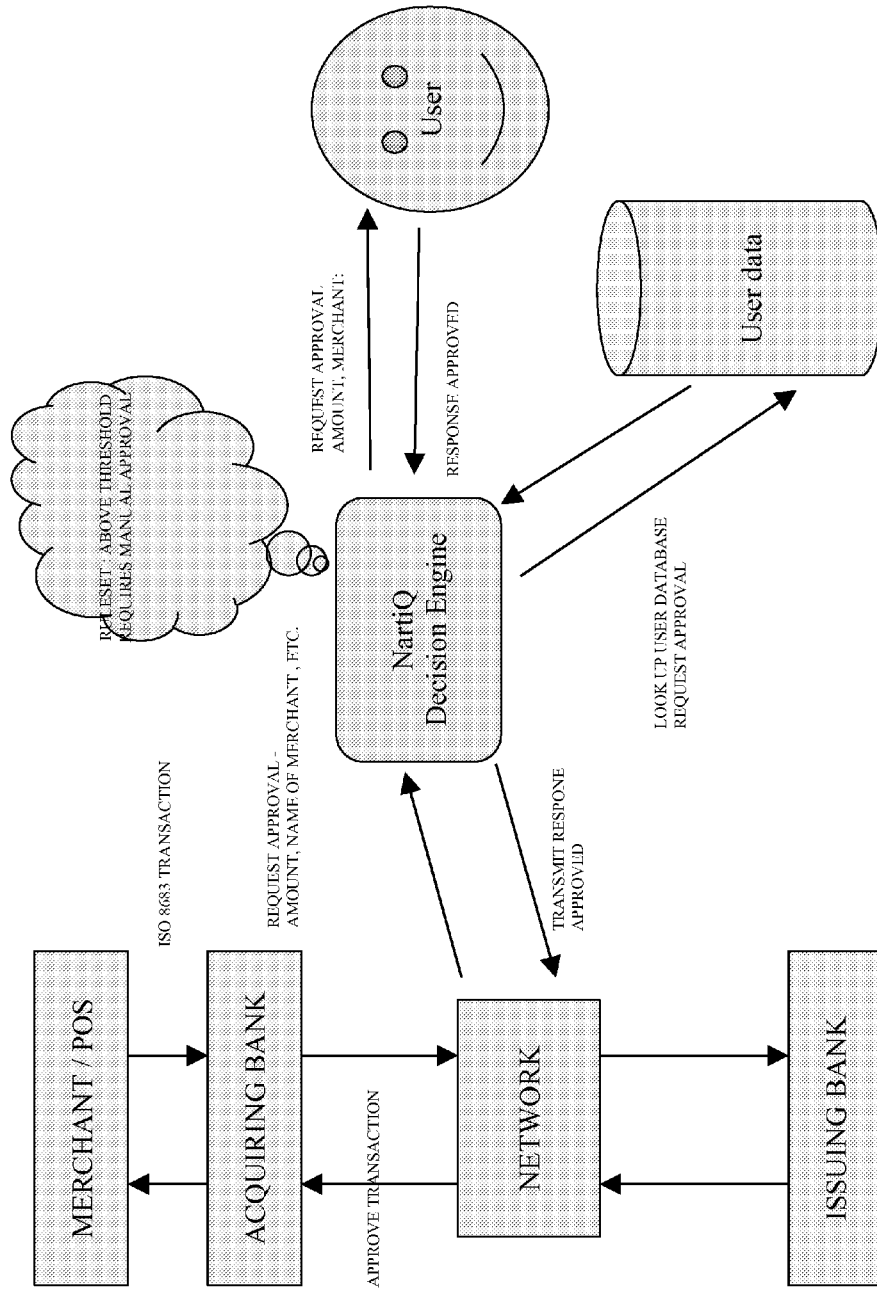 MERCHANT / POS
ISO 8683 TRANSACTION
ACQUIRING BANK
REQUEST APPROVAL -
AMOUNT, NAME OF MERCHANT , ETC.
APPROVE TRANSACTION
NETWORK
TRANSMIT RESPONE
APPROVED
ISSUING BANK
RULESET : ABOVE THRESHOLD
REQUIRES MANUAL APPROVAL
NartiQ
Decision Engine
LOOK UP USER DATABASE
REQUEST APPROVAL
REQUEST APPROVAL
AMOUNT, MERCHANT:
RESPONSE APPROVED
User
User data